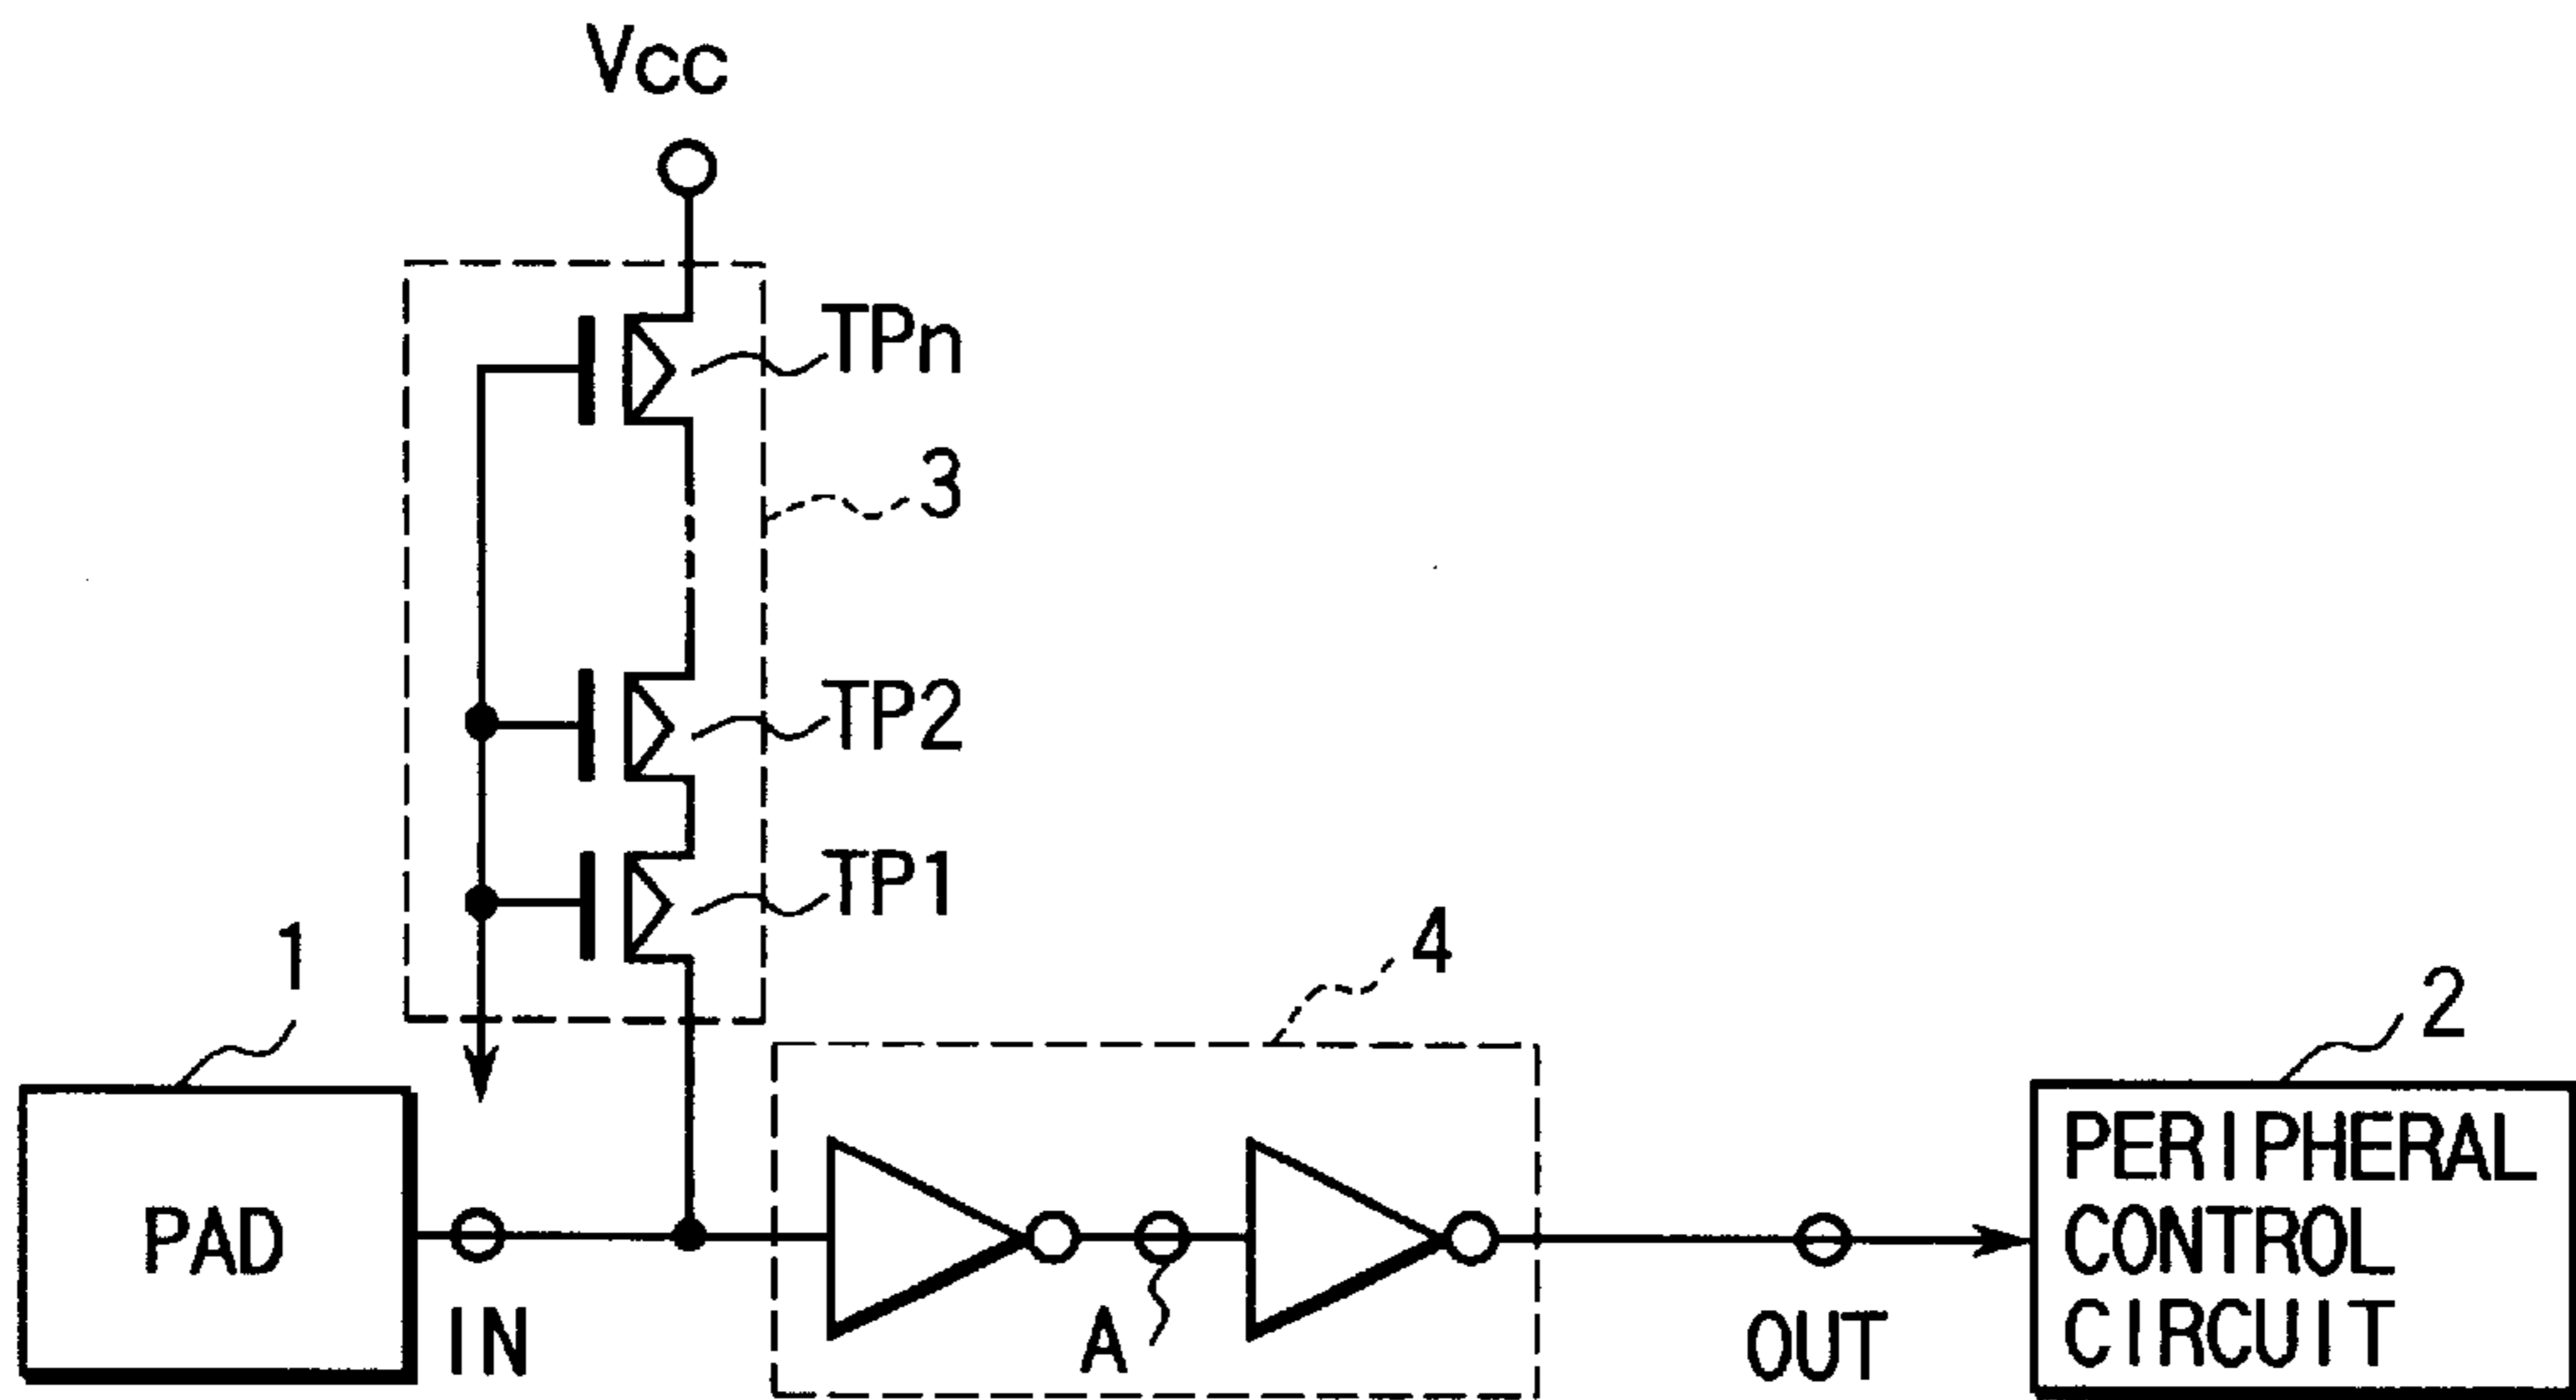 Vcc
TPn
3
TP2
TP1
1
4
2
PAD
IN
A
OUT
PERIPHERAL
CONTROL
CIRCUIT